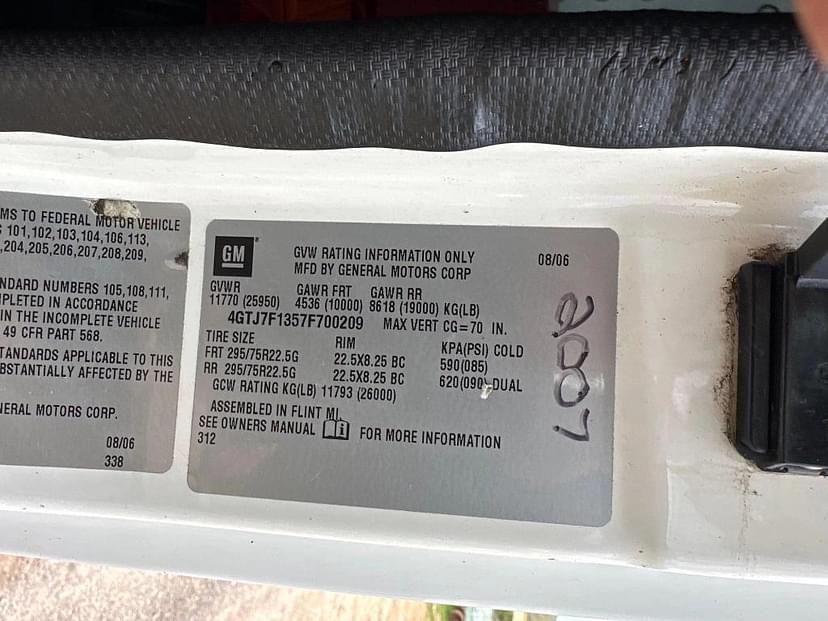 MS TO FEDERAL MOTOR VEHICLE
101, 102, 103, 104, 106, 113,
204, 205, 206, 207, 208, 209,
NDARD NUMBERS 105, 108, 111,
MPLETED IN ACCORDANCE
IN THE INCOMPLETE VEHICLE
49 CFR PART 568.
STANDARDS APPLICABLE TO THIS
UBSTANTIALLY AFFECTED BY THE
NERAL MOTORS CORP.
08/06
338
GM
GVW RATING INFORMATION ONLY 08/06
MFD BY GENERAL MOTORS CORP
GVWR GAWR FRT GAWR RR
11770 (25950) 4536 (10000) 8618 (19000) KG(LB)
4GTJ7F1357F700209 MAX VERT CG=70 IN.
TIRE SIZE RIM KPA(PSI) COLD
FRT 295/75R22.5G 22.5X8.25 BC 590(085)
RR 295/75R22.5G 22.5X8.25 BC 620(090) DUAL
GCW RATING KG(LB) 11793 (26000)
ASSEMBLED IN FLINT MI.
SEE OWNERS MANUAL FOR MORE INFORMATION
312
2007